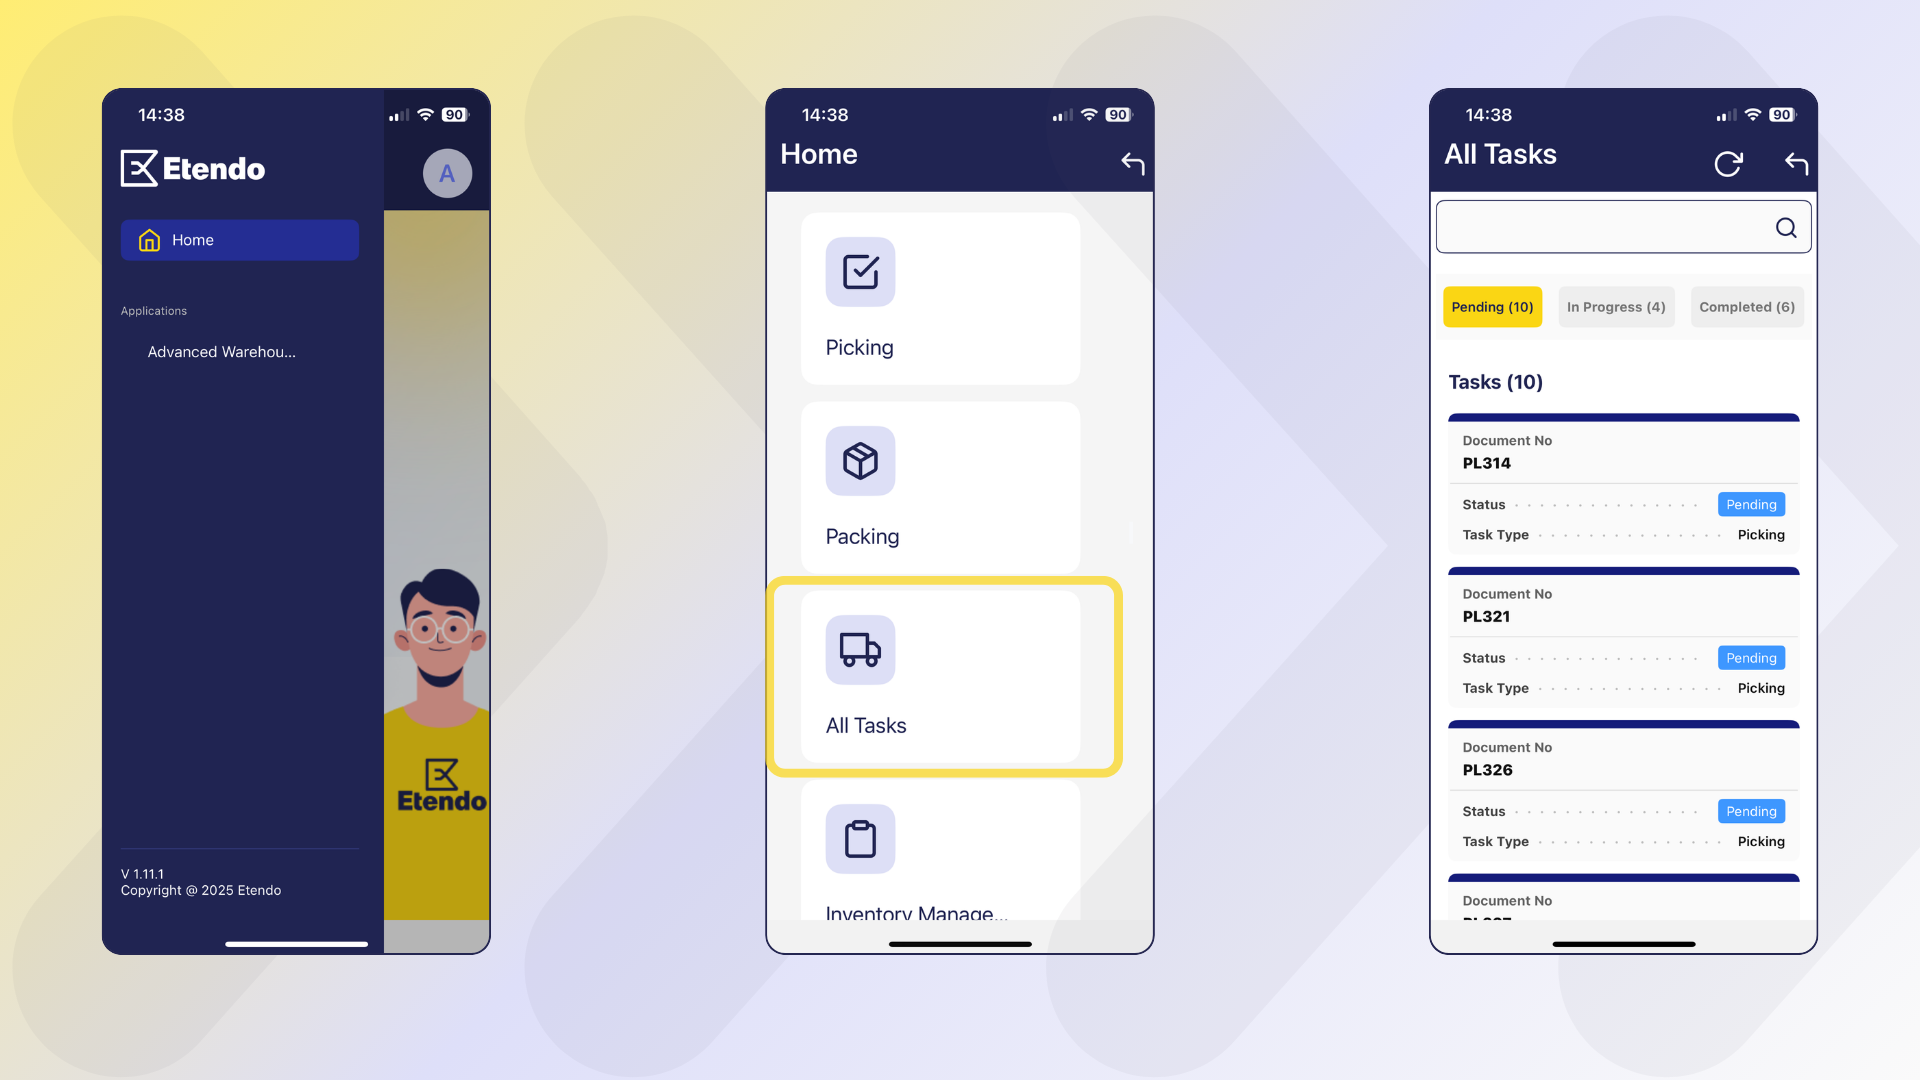 14:38
90
Etendo
A
Home
Applications
Advanced Warehou...
Etendo
V 1.11.1
Copyright @ 2025 Etendo
14:38
90
Home
Picking
Packing
All Tasks
Inventory Manage...
14:38
90
All Tasks
Pending (10)
In Progress (4)
Completed (6)
Tasks (10)
Document No
PL314
Status
Pending
Task Type
Picking
Document No
PL321
Status
Pending
Task Type
Picking
Document No
PL326
Status
Pending
Task Type
Picking
Document No